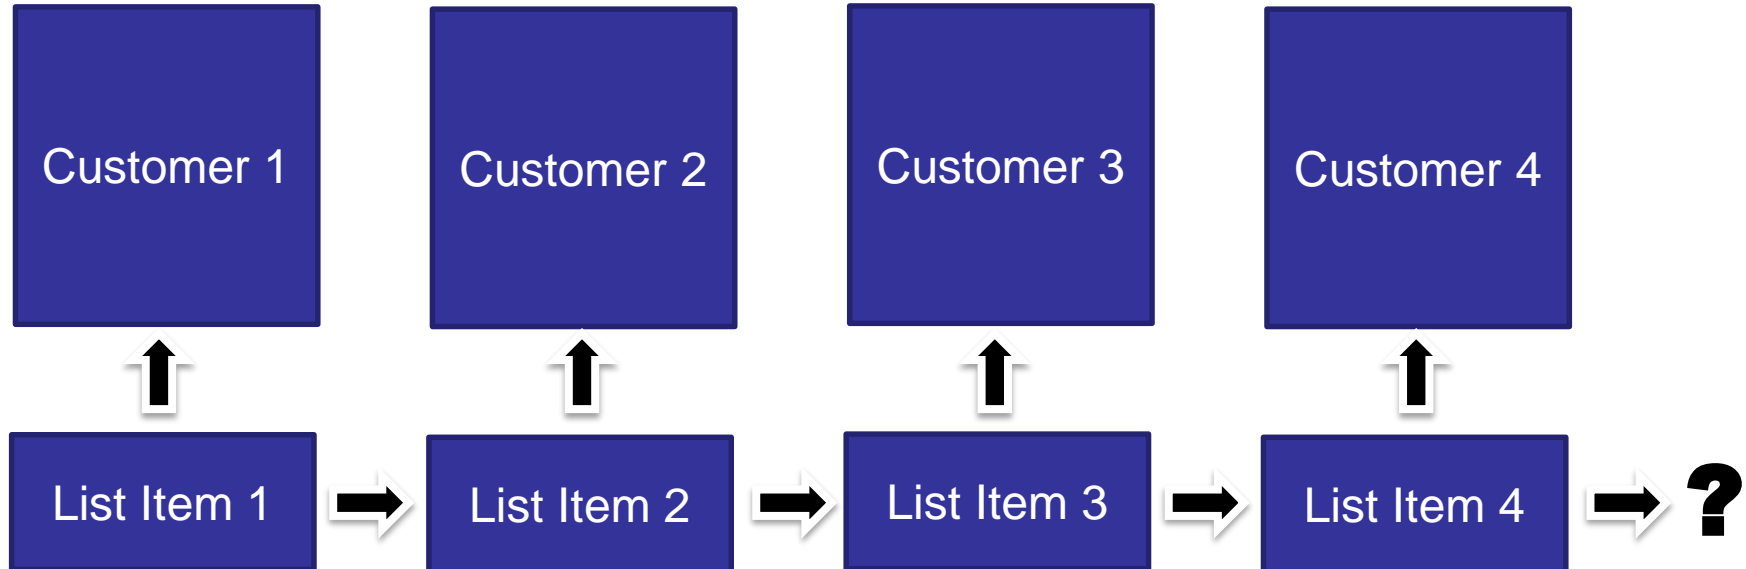 Customer 1
Customer 2
Customer 3
Customer 4
List Item 1
List Item 2
List Item 3
List Item 4
?